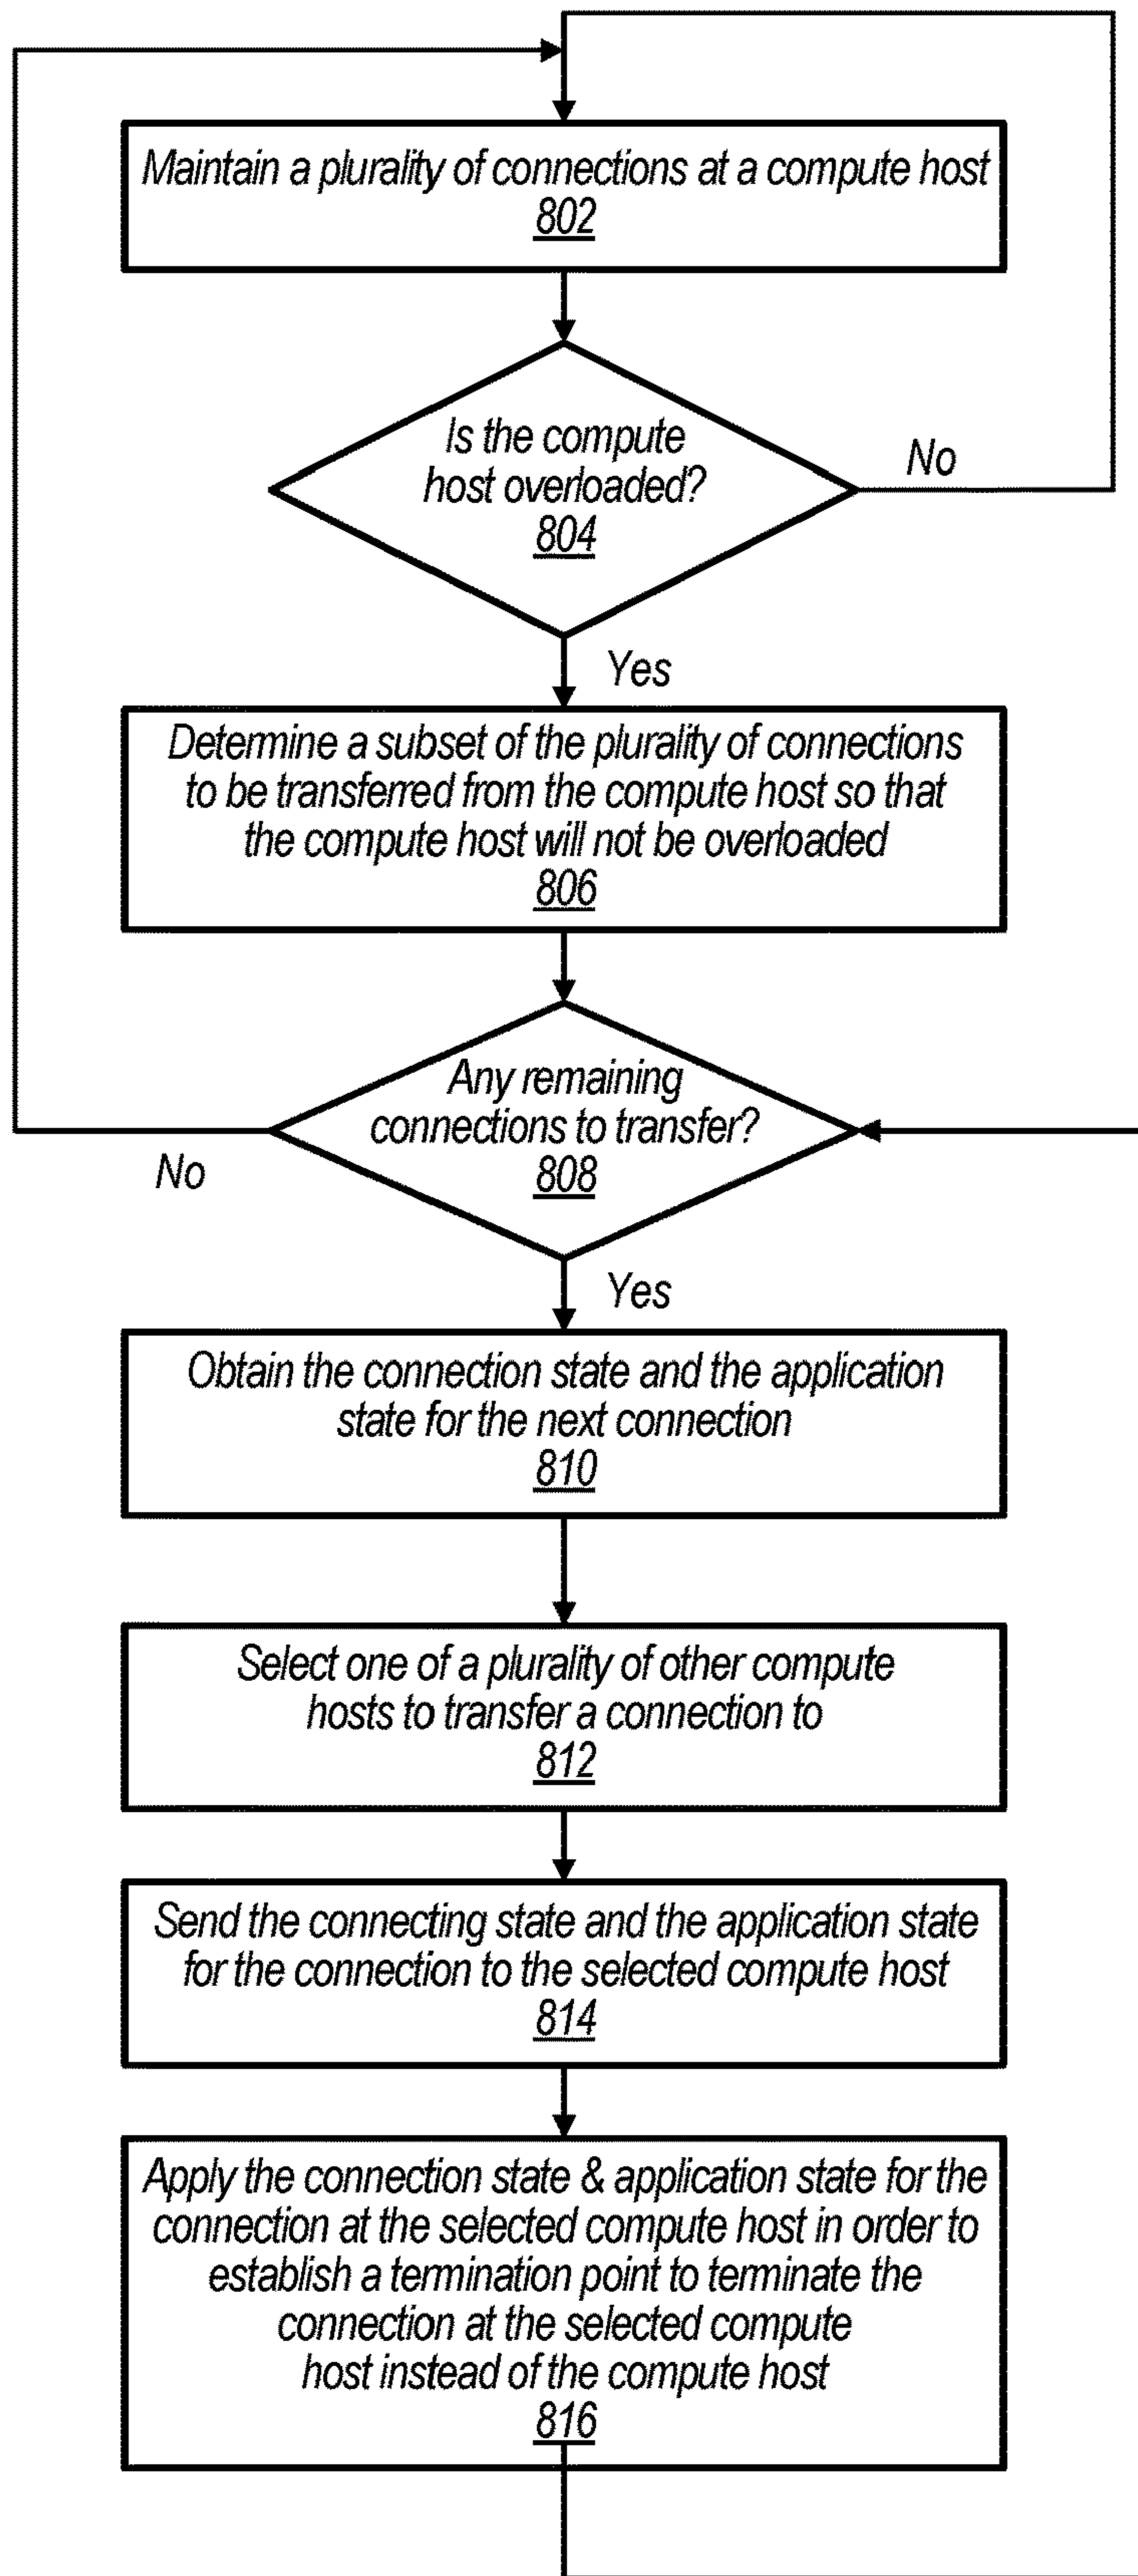 Maintain a plurality of connections at a compute host
802
Is the compute
host overloaded?
804
No
Yes
Determine a subset of the plurality of connections
to be transferred from the compute host so that
the compute host will not be overloaded
806
Any remaining
connections to transfer?
808
No
Yes
Obtain the connection state and the application
state for the next connection
810
Select one of a plurality of other compute
hosts to transfer a connection to
812
Send the connecting state and the application state
for the connection to the selected compute host
814
Apply the connection state & application state for the
connection at the selected compute host in order to
establish a termination point to terminate the
connection at the selected compute
host instead of the compute host
816